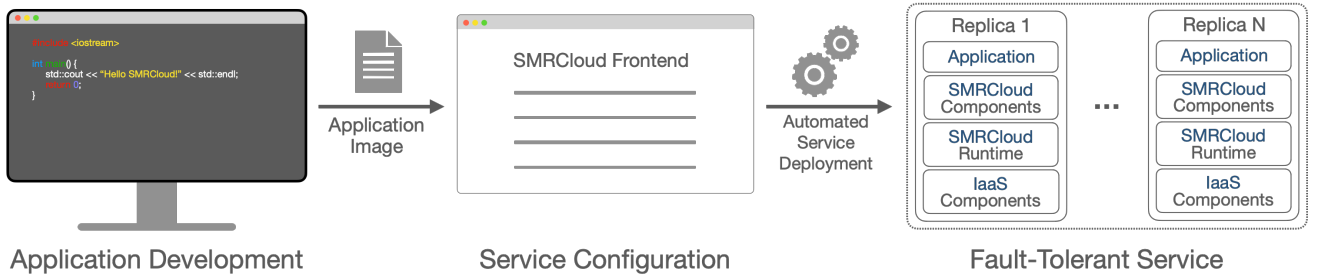 #include <iostream>
int main() {
std::cout << “Hello SMRCloud!” << std::endl;
return 0;
}
Application
Image
SMRCloud Frontend
Automated
Service
Deployment
Replica 1
Application
SMRCloud
Components
SMRCloud
Runtime
IaaS
Components
...
Replica N
Application
SMRCloud
Components
SMRCloud
Runtime
IaaS
Components
Application Development
Service Configuration
Fault-Tolerant Service